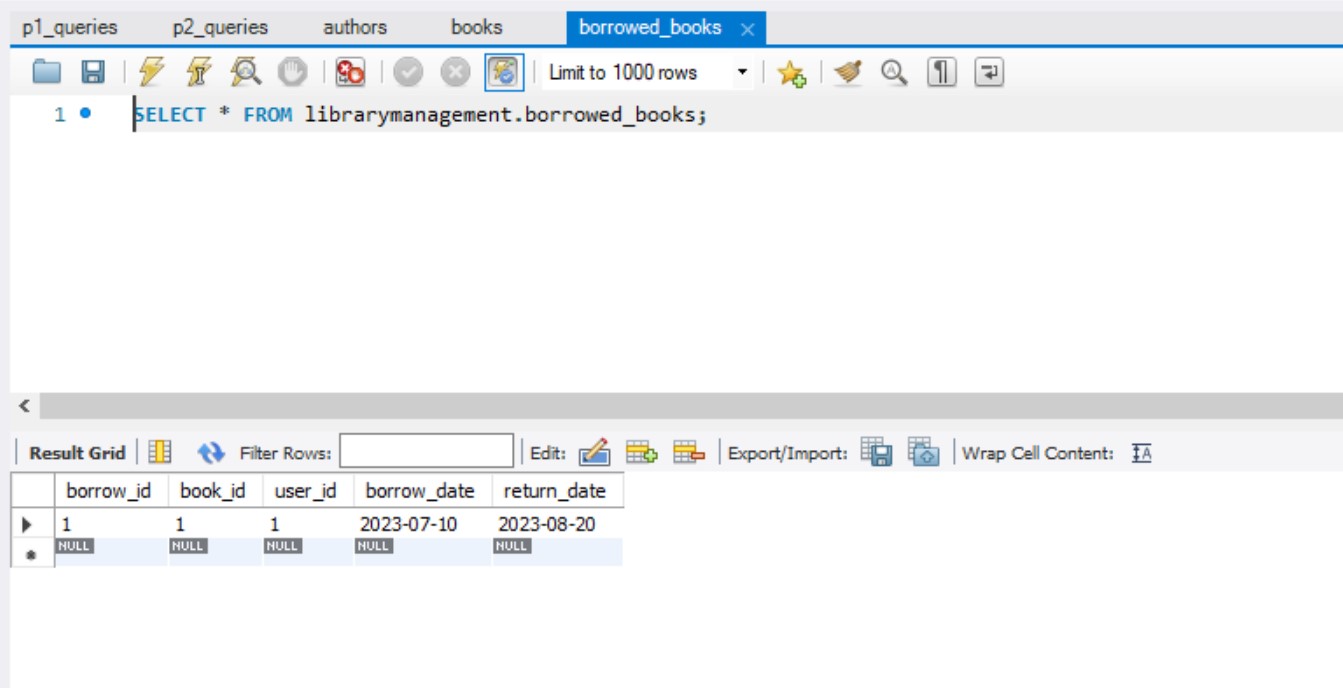 p1_queries p2_queries authors books borrowed_books
Limit to 1000 rows
1 SELECT * FROM librarymanagement.borrowed_books;
Result Grid Filter Rows: Edit: Export/Import: Wrap Cell Content:
borrow_id book_id user_id borrow_date return_date
1 1 1 2023-07-10 2023-08-20
NULL NULL NULL NULL NULL